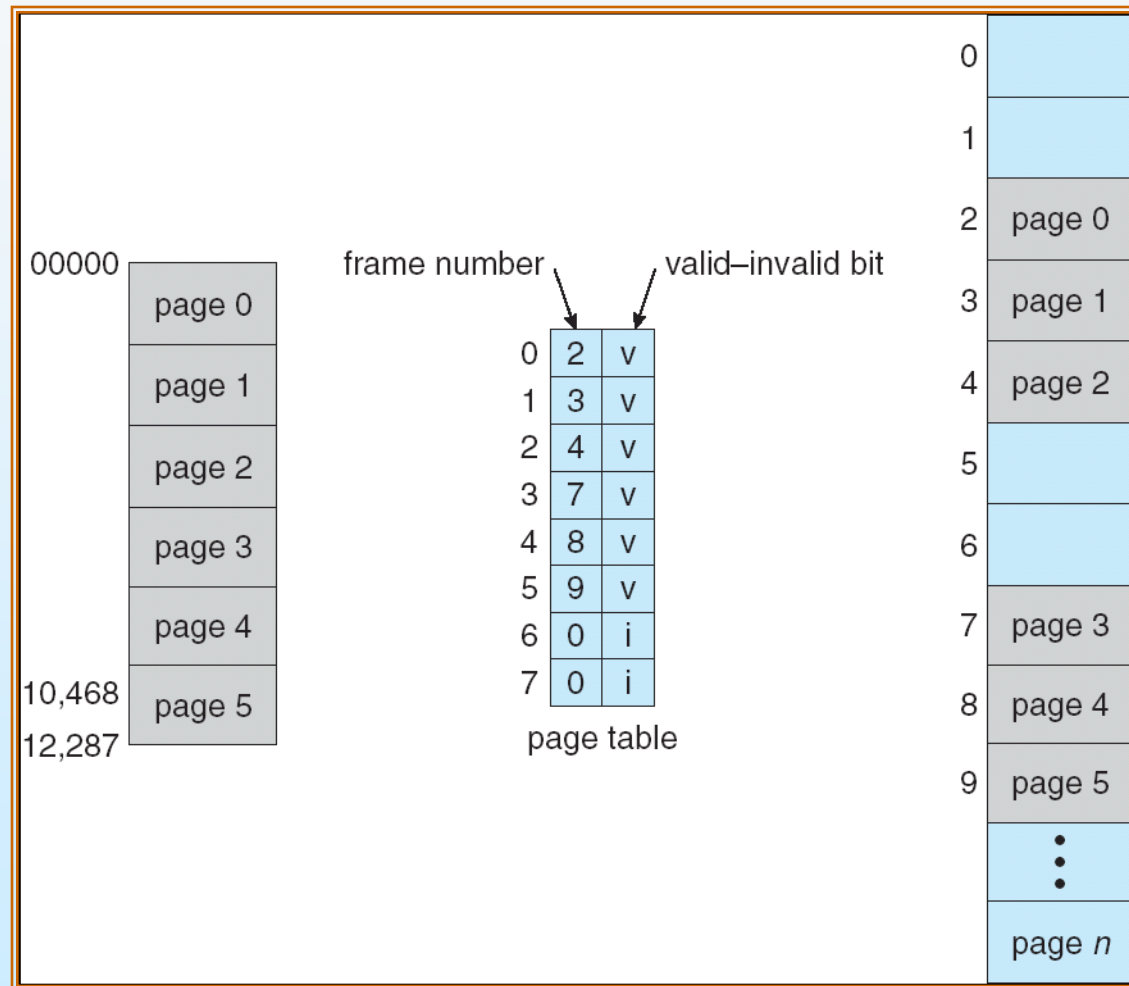 00000
page 0
page 1
page 2
page 3
page 4
10,468
page 5
12,287
frame number
valid–invalid bit
0 2 v
1 3 v
2 4 v
3 7 v
4 8 v
5 9 v
6 0 i
7 0 i
page table
0
1
2 page 0
3 page 1
4 page 2
5
6
7 page 3
8 page 4
9 page 5
page n